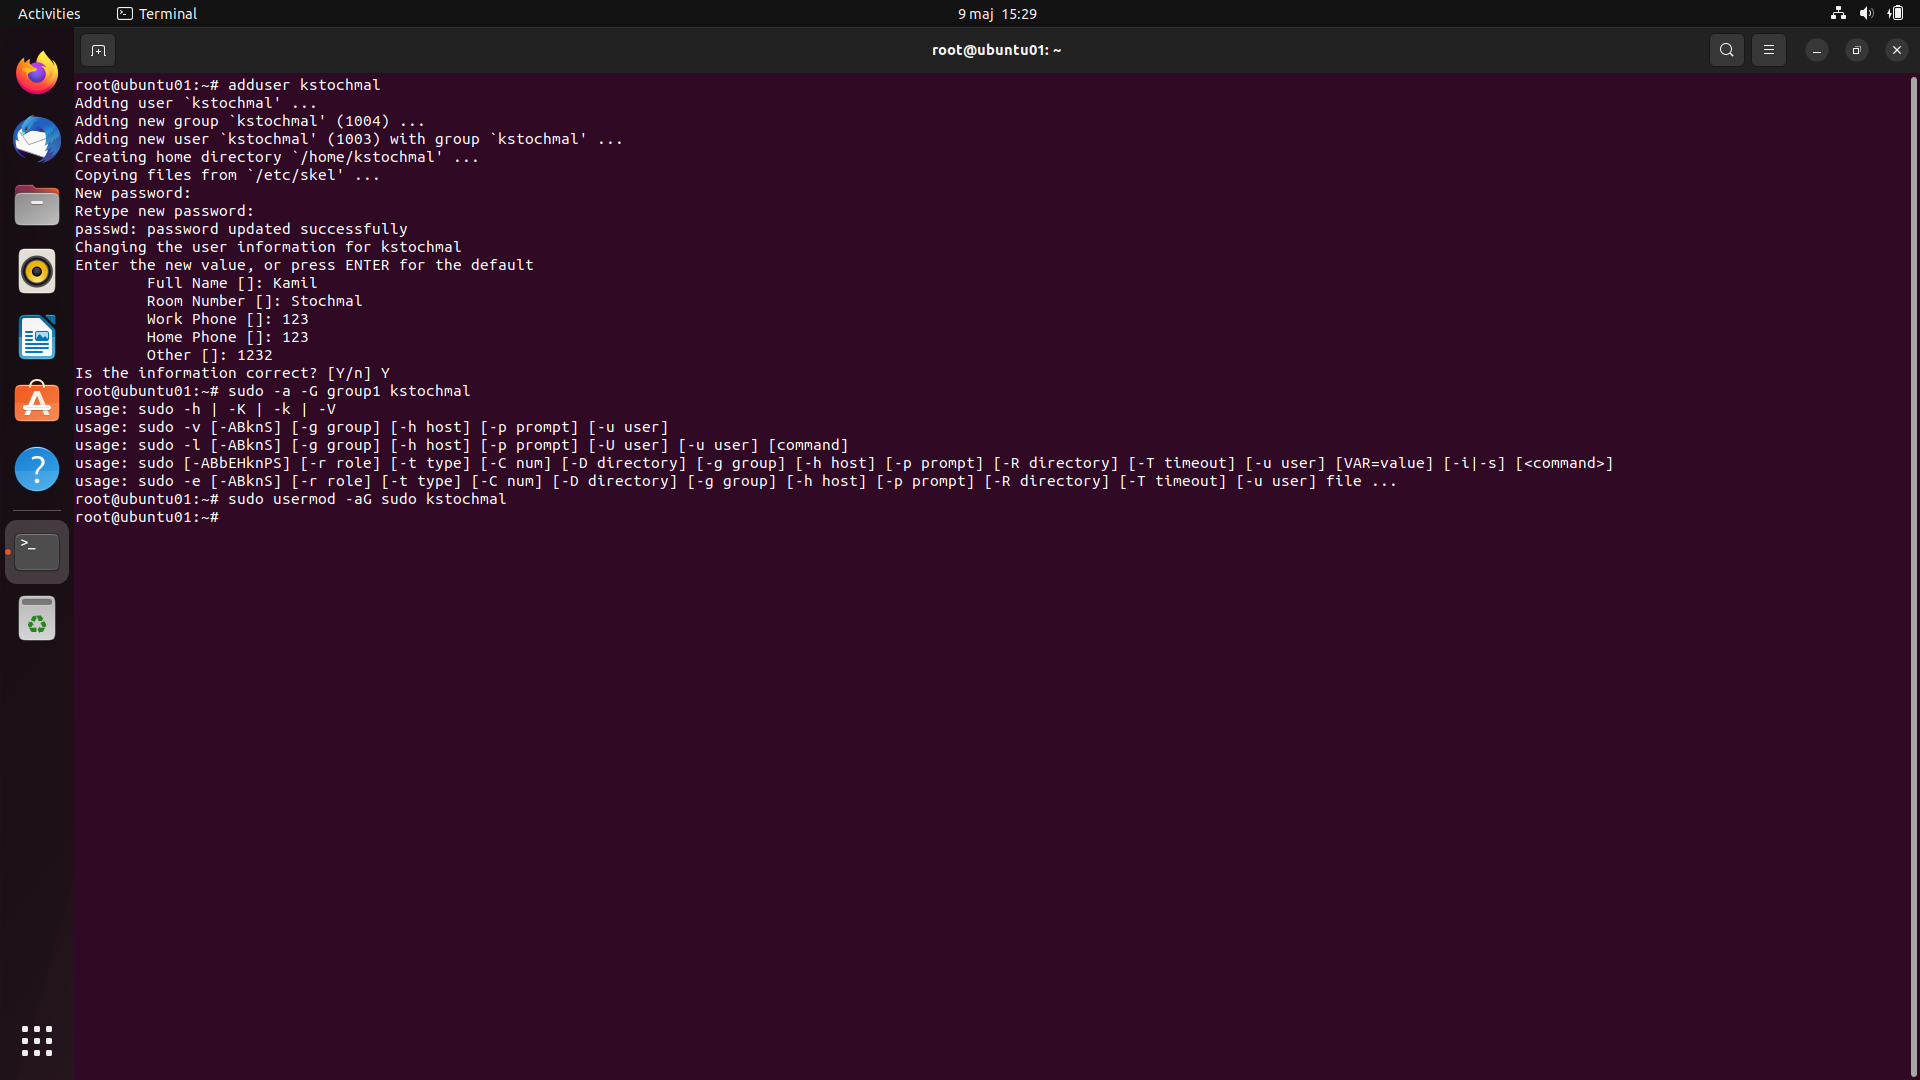 Activities
Terminal
9 maj 15:29
root@ubuntu01: ~
root@ubuntu01:~# adduser kstochmal
Adding user `kstochmal' ...
Adding new group `kstochmal' (1004) ...
Adding new user `kstochmal' (1003) with group `kstochmal' ...
Creating home directory `/home/kstochmal' ...
Copying files from `/etc/skel' ...
New password:
Retype new password:
passwd: password updated successfully
Changing the user information for kstochmal
Enter the new value, or press ENTER for the default
Full Name []: Kamil
Room Number []: Stochmal
Work Phone []: 123
Home Phone []: 123
Other []: 1232
Is the information correct? [Y/n] Y
root@ubuntu01:~# sudo -a -G group1 kstochmal
usage: sudo -h | -K | -k | -V
usage: sudo -v [-ABknS] [-g group] [-h host] [-p prompt] [-u user]
usage: sudo -l [-ABknS] [-g group] [-h host] [-p prompt] [-U user] [-u user] [command]
usage: sudo [-ABbEHknPS] [-r role] [-t type] [-C num] [-D directory] [-g group] [-h host] [-p prompt] [-R directory] [-T timeout] [-u user] [VAR=value] [-i|-s] [<command>]
usage: sudo -e [-ABknS] [-r role] [-t type] [-C num] [-D directory] [-g group] [-h host] [-p prompt] [-R directory] [-T timeout] [-u user] file ...
root@ubuntu01:~# sudo usermod -aG sudo kstochmal
root@ubuntu01:~#